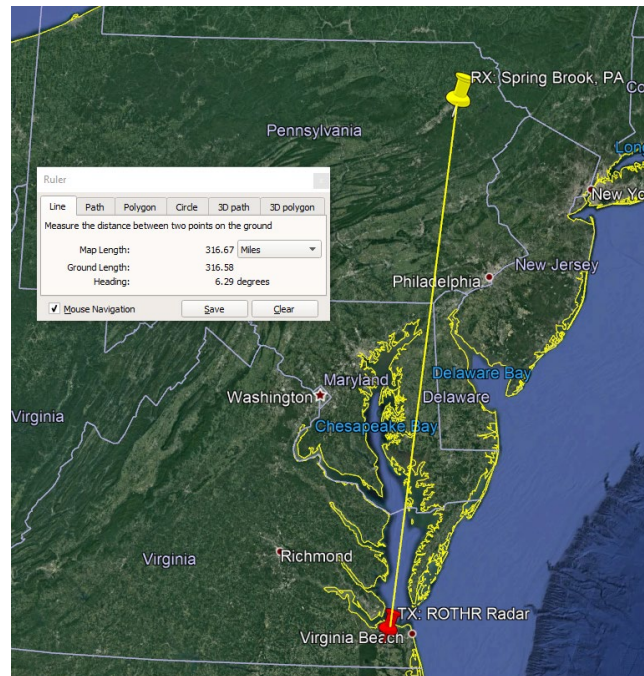 RX: Spring Brook, PA
Co
Pennsylvania
Long
New Yo
Ruler
Line
Path
Polygon
Circle
3D path
3D polygon
Measure the distance between two points on the ground
Map Length: 316.67 Miles
Ground Length: 316.58
Heading: 6.29 degrees
Mouse Navigation
Save
Clear
New Jersey
Philadelphia
Delaware Bay
Maryland
Washington
Delaware
Chesapeake Bay
Virginia
Virginia
Richmond
TX: ROTHR Radar
Virginia Beach